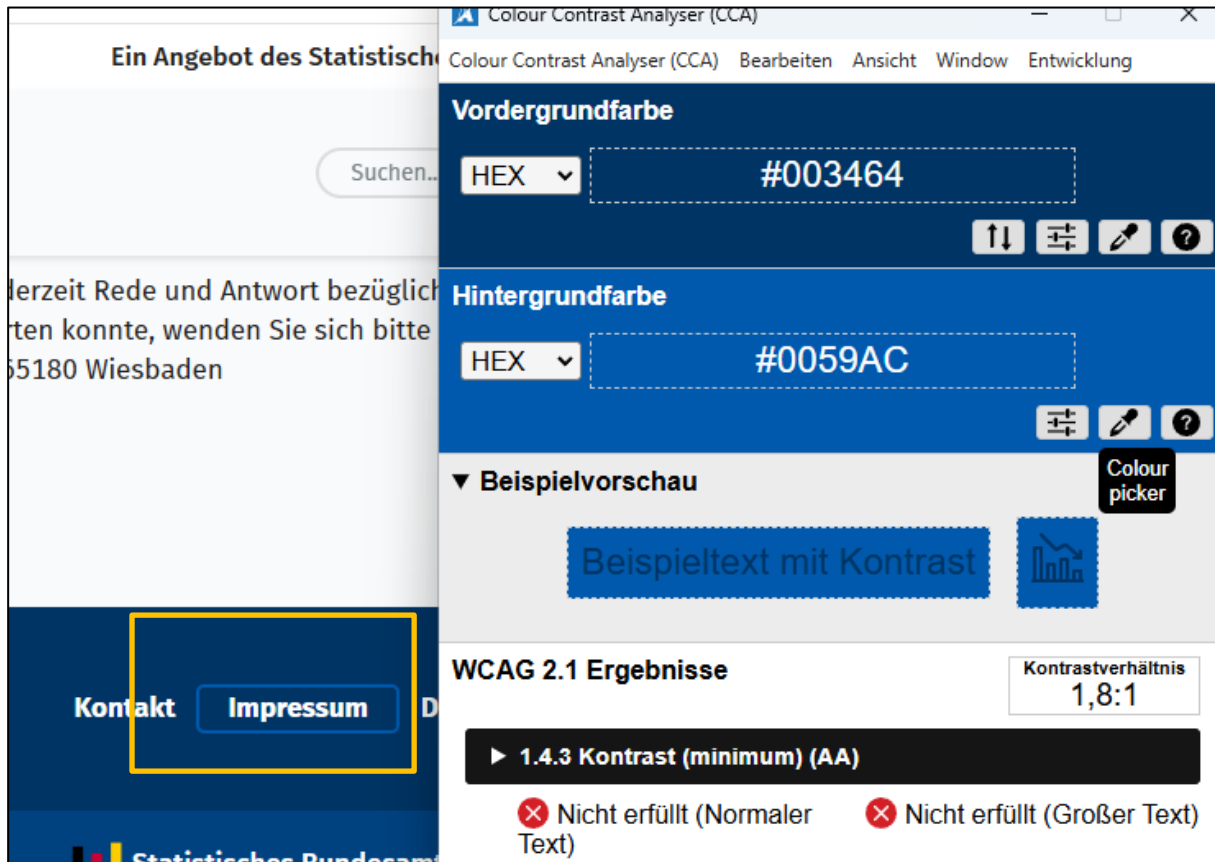 Ein Angebot des Statistische
Suchen..
derzeit Rede und Antwort bezüglich
rten konnte, wenden Sie sich bitte
65180 Wiesbaden
Kontakt Impressum D
Statistisches Bundesamt
Colour Contrast Analyser (CCA)
Colour Contrast Analyser (CCA) Bearbeiten Ansicht Window Entwicklung
Vordergrundfarbe
HEX #003464
Hintergrundfarbe
HEX #0059AC
Colour
picker
Beispielvorschau
Beispieltext mit Kontrast
WCAG 2.1 Ergebnisse
Kontrastverhältnis
1,8:1
1.4.3 Kontrast (minimum) (AA)
Nicht erfüllt (Normaler
Text)
Nicht erfüllt (Großer Text)